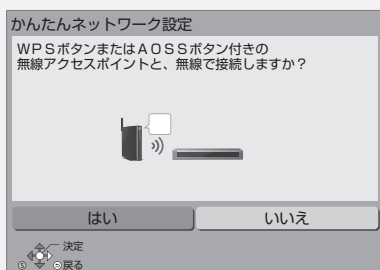 かんたんネットワーク設定
WPSボタンまたはAOSSボタン付きの
無線アクセスポイントと、無線で接続しますか？
はい
いいえ
決定
S
戻る